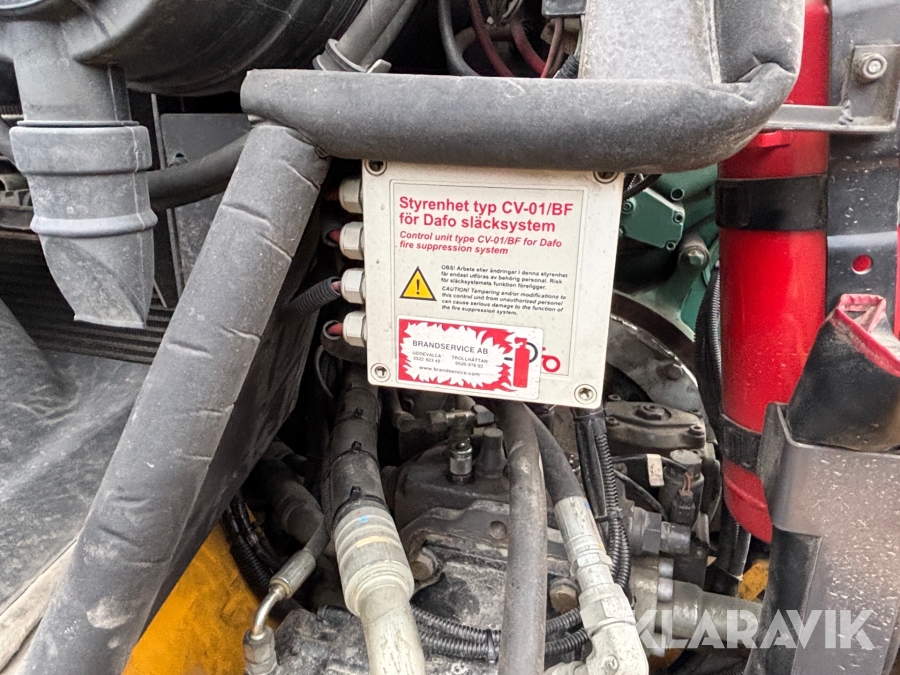 Styrenhet typ CV-01/BF
för Dafo släcksystem
Control unit type CV-01/BF for Dafo
fire suppression system
OBS! Arbete eller ändringar i denna styrenhet
får endast utföras av behörig personal. Risk
för släcksystemets funktion föreligger.
CAUTION! Tampering and/or modifications to
this control unit from unauthorized personel
can cause serious damage to the function of
the fire suppression system.
BRANDSERVICE AB
UDDEVALLA TROLLHÄTTAN
www.brandservice.com
KLARAVIK